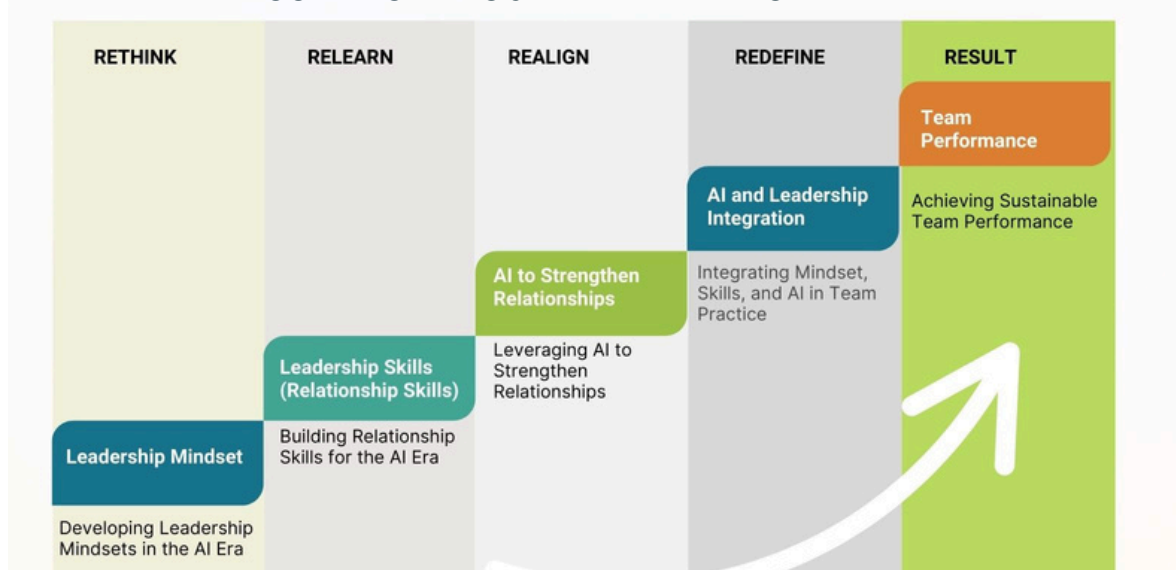 RETHINK
RELEARN
REALIGN
REDEFINE
RESULT
Team
Performance
Achieving Sustainable
Team Performance
AI and Leadership
Integration
Integrating Mindset,
Skills, and AI in Team
Practice
AI to Strengthen
Relationships
Leveraging AI to
Strengthen
Relationships
Leadership Skills
(Relationship Skills)
Building Relationship
Skills for the AI Era
Leadership Mindset
Developing Leadership
Mindsets in the AI Era